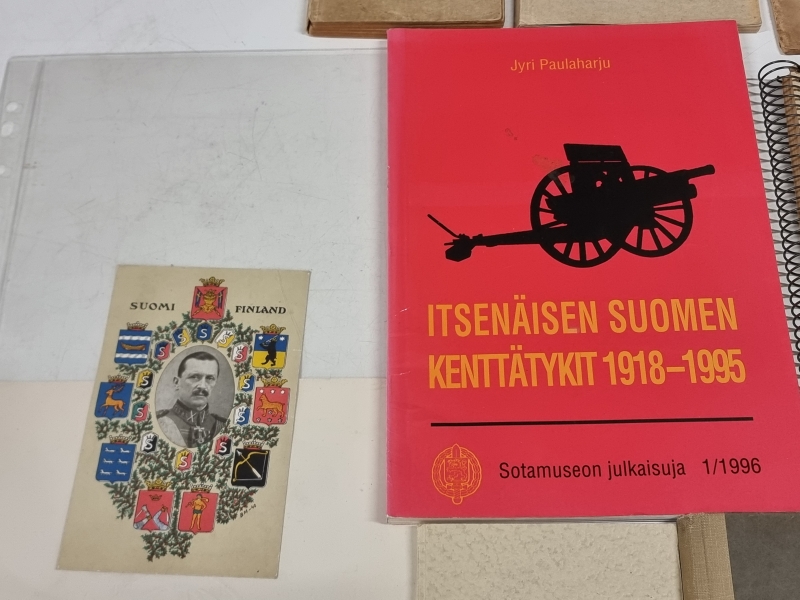 SUOMI FINLAND
S
S
S
S
S
S
S
S
S
S
S
S
Jyri Paulaharju
ITSENÄISEN SUOMEN
KENTTÄTYKIT 1918–1995
Sotamuseon julkaisuja 1/1996